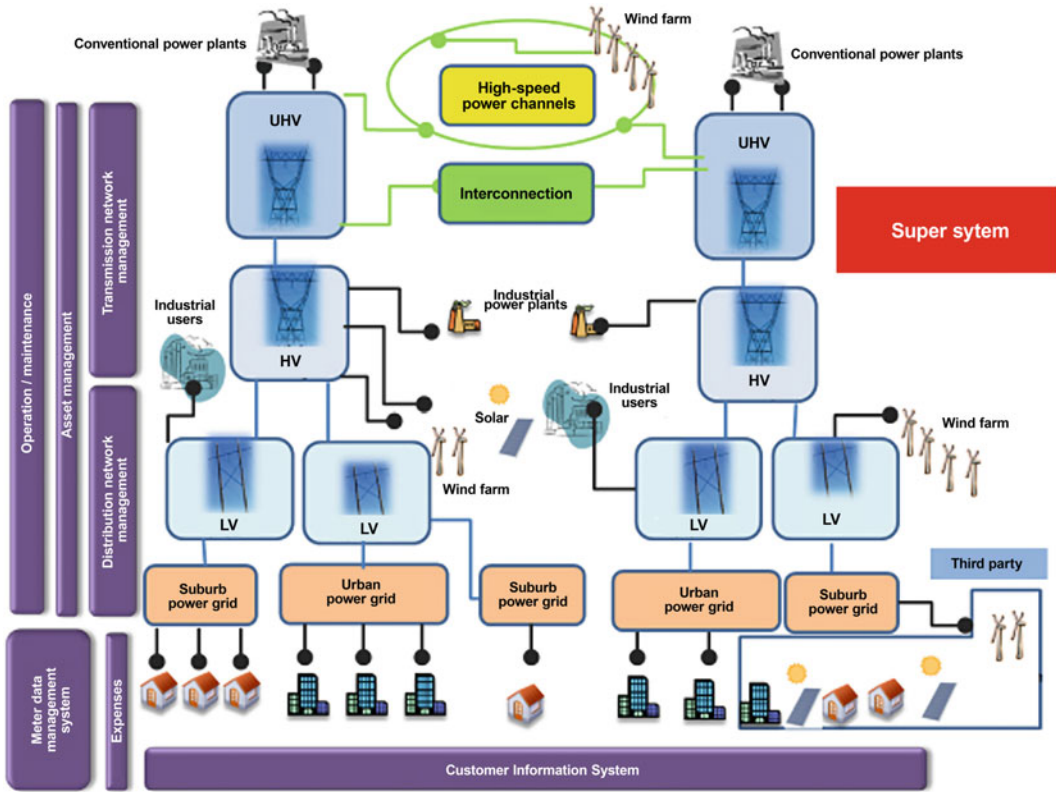 Wind farm
Conventional power plants
Conventional power plants
High-speed
power channels
UHV
UHV
Interconnection
Super sytem
Operation / maintenance
Asset management
Transmission network
management
Industrial
users
Industrial
power plants
HV
HV
Industrial
users
Solar
Wind farm
Wind farm
Distribution network
management
LV
LV
LV
LV
Third party
Suburb
power grid
Urban
power grid
Suburb
power grid
Urban
power grid
Suburb
power grid
Meter data
management
system
Expenses
Customer Information System